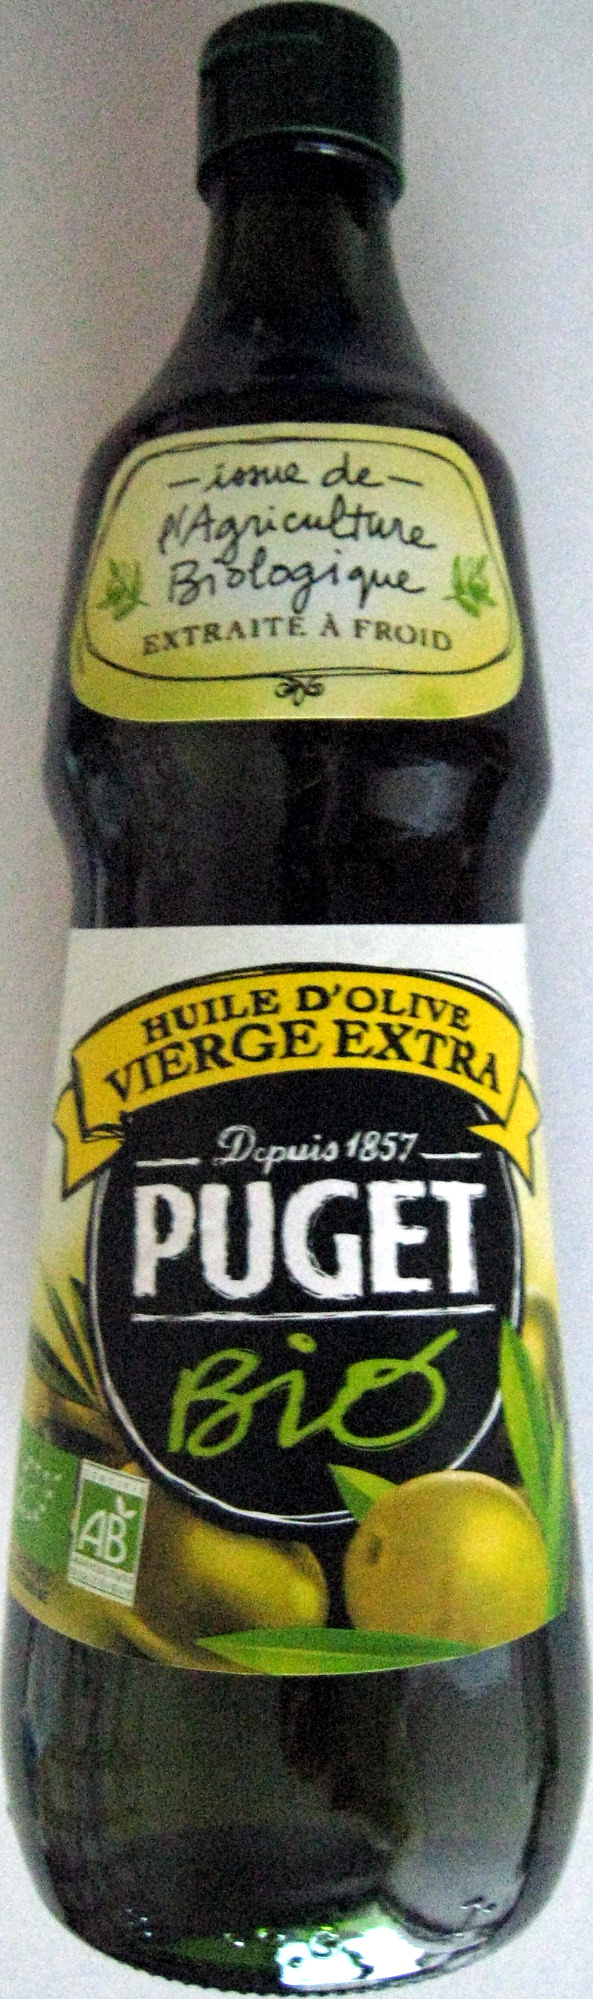 issue de
l'Agriculture
Biologique
EXTRAITE À FROID
HUILE D'OLIVE
VIERGE EXTRA
Depuis 1857
PUGET
Bio
AB